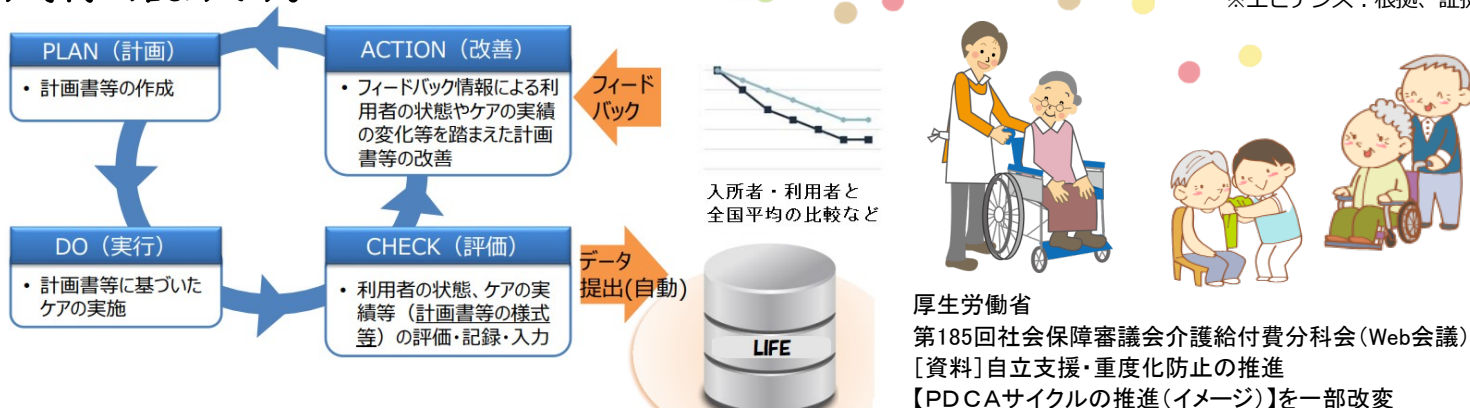 ※エビデンス：根拠、証拠
PLAN（計画）
・計画書等の作成
ACTION（改善）
・フィードバック情報による利
用者の状態やケアの実績
の変化等を踏まえた計画
書等の改善
フィード
バック
入所者・利用者と
全国平均の比較など
DO（実行）
・計画書等に基づいた
ケアの実施
CHECK（評価）
・利用者の状態、ケアの実
績等（計画書等の様式
等）の評価・記録・入力
データ
提出(自動)
LIFE
厚生労働省
第185回社会保障審議会介護給付費分科会（Web会議）
［資料］自立支援・重度化防止の推進
【PDCAサイクルの推進（イメージ）】を一部改変